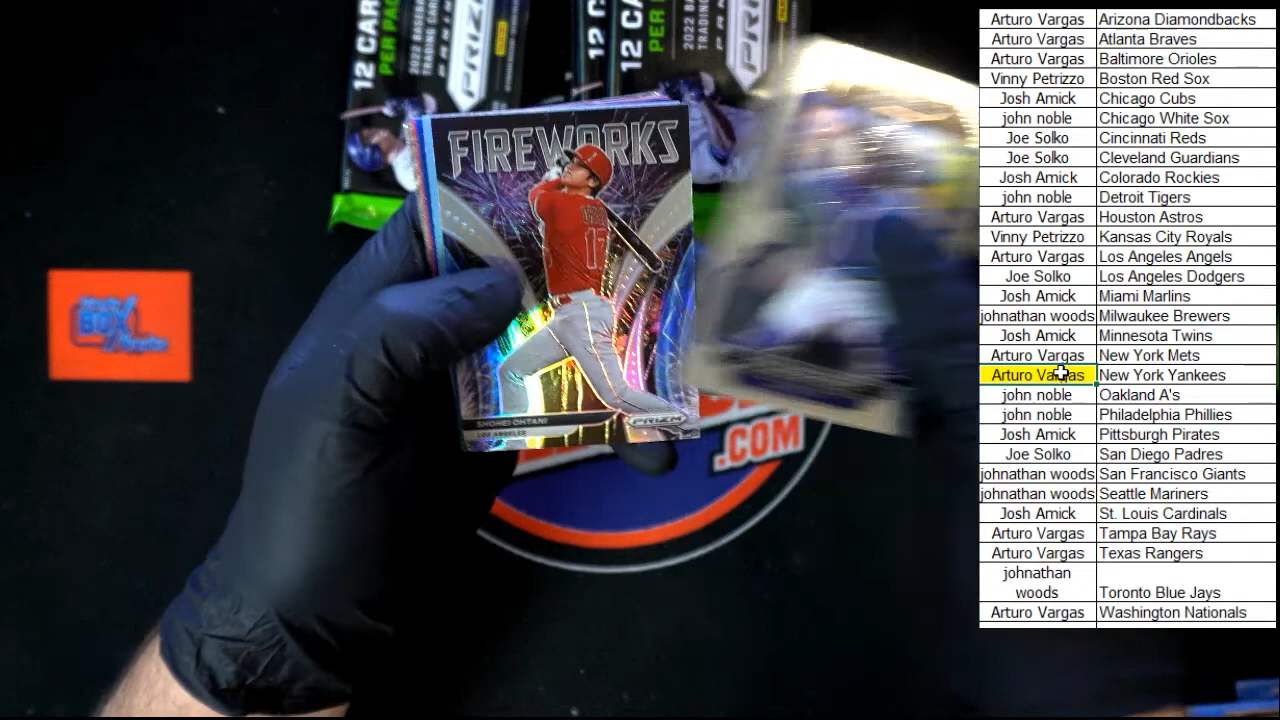 12 CARDS
PER PACK
2022 BASEBALL
TRADING CARDS
PRIZM
12
12 CAR
PER PAC
2022 BASEB
TRADING
PRIZM
FIREWORKS
17
SHOHEI OHTANI
LOS ANGELES
PRIZM
BOX
.COM
Arturo Vargas Arizona Diamondbacks
Arturo Vargas Atlanta Braves
Arturo Vargas Baltimore Orioles
Vinny Petrizzo Boston Red Sox
Josh Amick Chicago Cubs
john noble Chicago White Sox
Joe Solko Cincinnati Reds
Joe Solko Cleveland Guardians
Josh Amick Colorado Rockies
john noble Detroit Tigers
Arturo Vargas Houston Astros
Vinny Petrizzo Kansas City Royals
Arturo Vargas Los Angeles Angels
Joe Solko Los Angeles Dodgers
Josh Amick Miami Marlins
johnathan woods Milwaukee Brewers
Josh Amick Minnesota Twins
Arturo Vargas New York Mets
Arturo Vargas New York Yankees
john noble Oakland A's
john noble Philadelphia Phillies
Josh Amick Pittsburgh Pirates
Joe Solko San Diego Padres
johnathan woods San Francisco Giants
johnathan woods Seattle Mariners
Josh Amick St. Louis Cardinals
Arturo Vargas Tampa Bay Rays
Arturo Vargas Texas Rangers
johnathan
woods Toronto Blue Jays
Arturo Vargas Washington Nationals